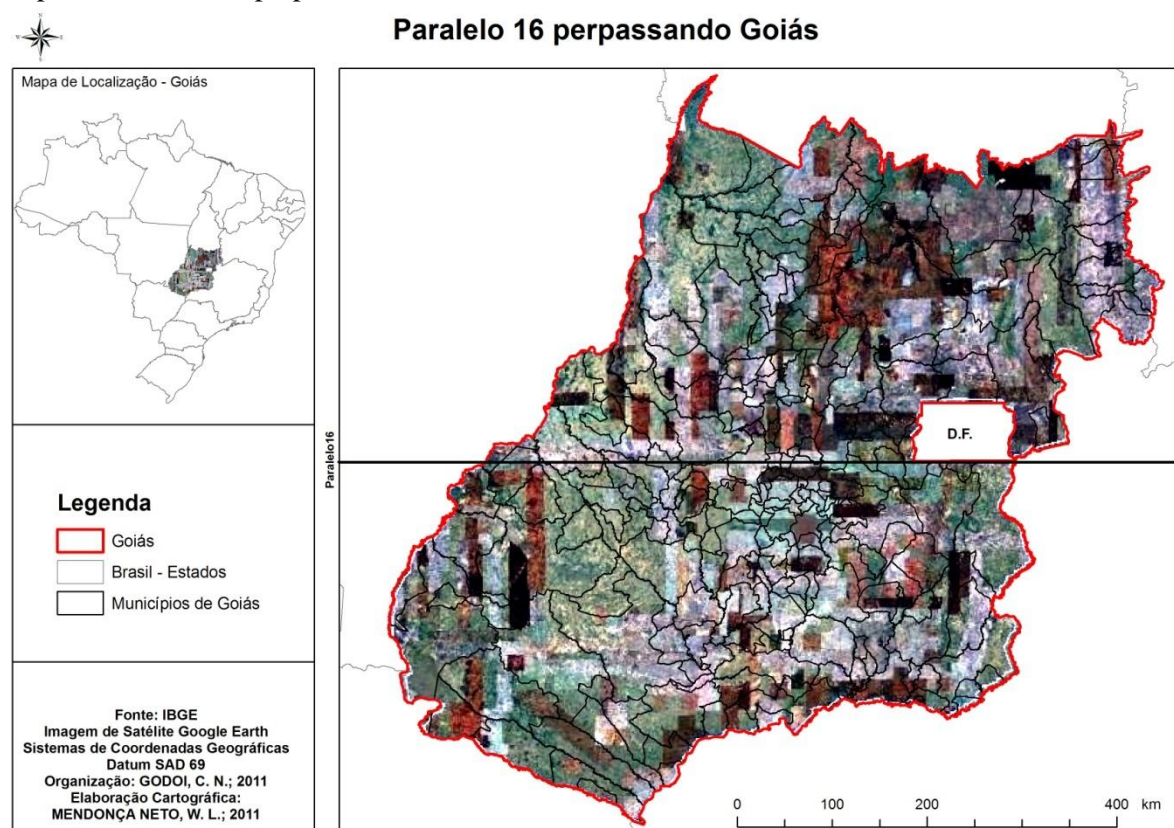 Paralelo 16 perpassando Goiás
Mapa de Localização - Goiás
D.F.
Paralelo16
Legenda
Goiás
Brasil - Estados
Municípios de Goiás
Fonte: IBGE
Imagem de Satélite Google Earth
Sistemas de Coordenadas Geográficas
Datum SAD 69
Organização: GODOI, C. N.; 2011
Elaboração Cartográfica:
MENDONÇA NETO, W. L.; 2011
0 100 200 400 km